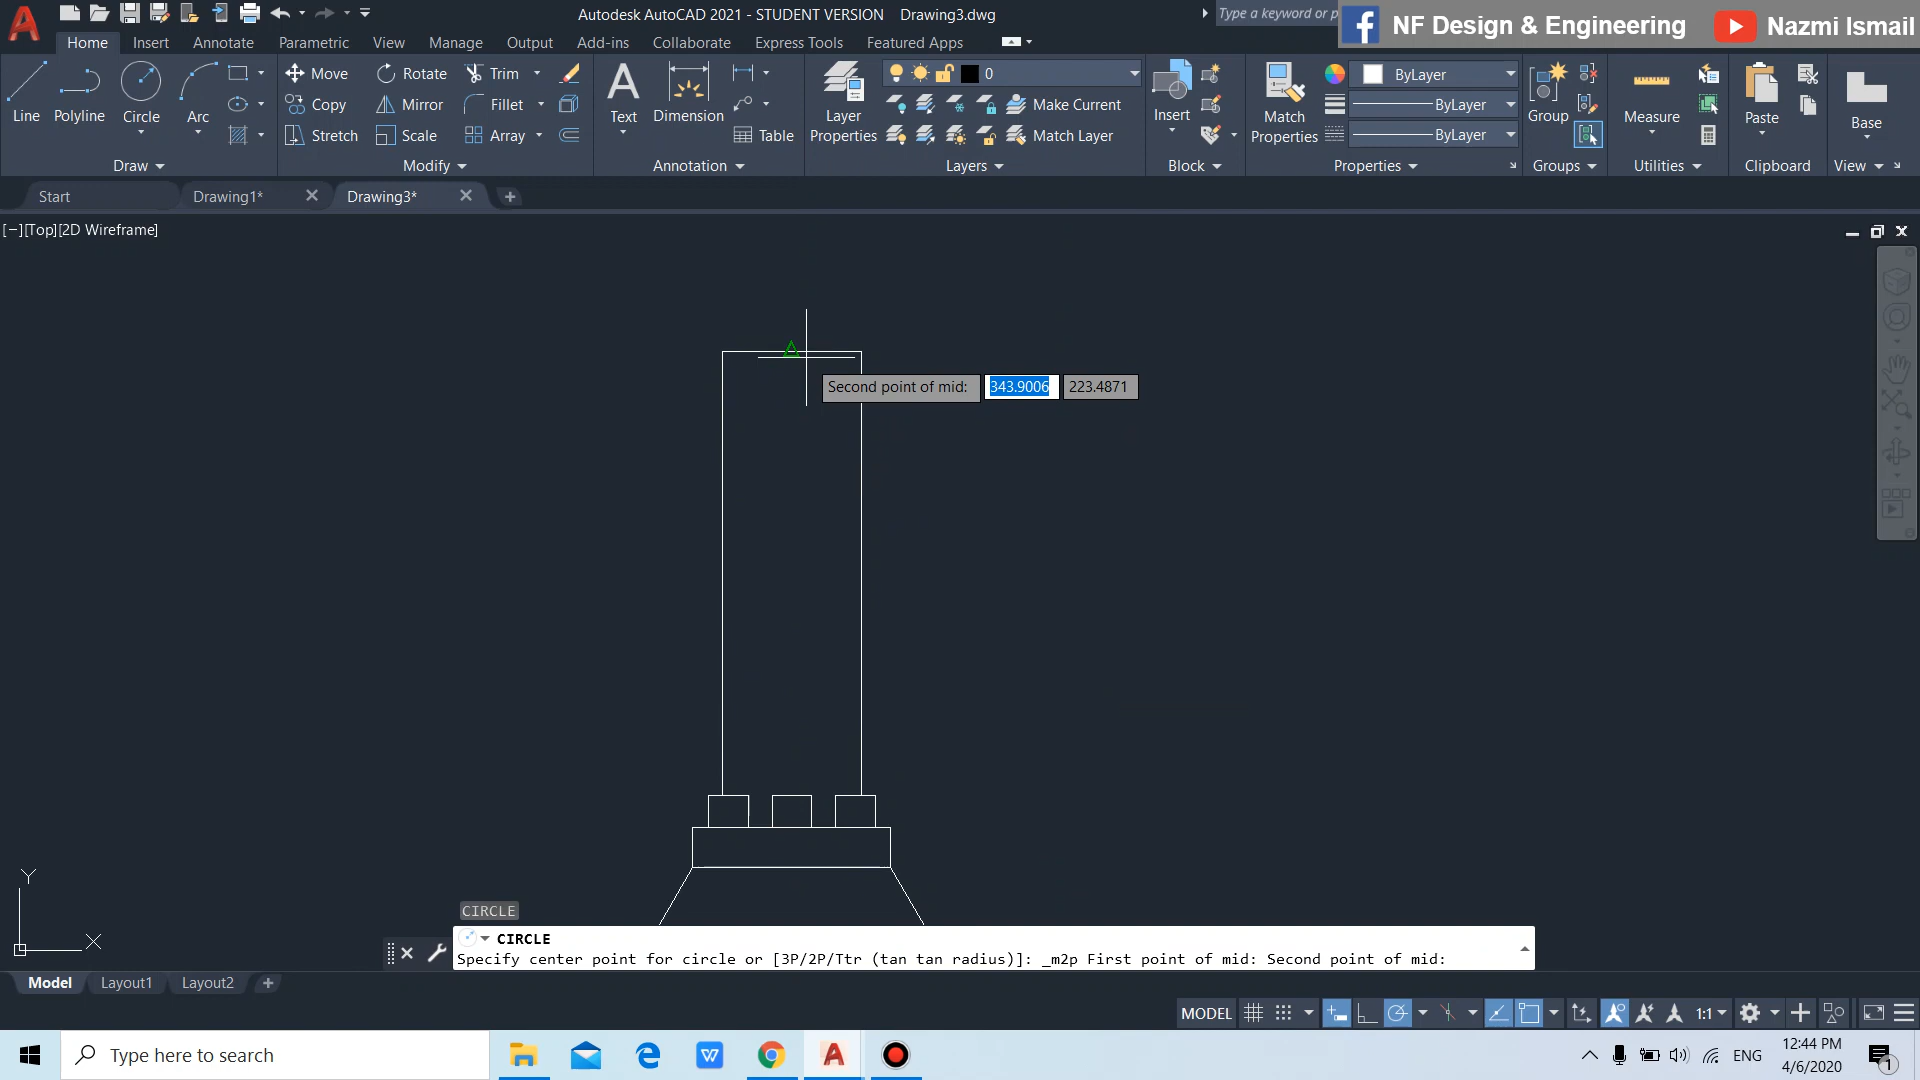 Autodesk AutoCAD 2021 - STUDENT VERSION Drawing3.dwg
Type a keyword or p
NF Design & Engineering
Nazmi Ismail
Home Insert Annotate Parametric View Manage Output Add-ins Collaborate Express Tools Featured Apps
Move Rotate Trim 0 ByLayer
Copy Mirror Fillet Make Current ByLayer
Line Polyline Circle Arc Text Dimension Layer Properties Insert Match Properties Group Measure Paste Base
Stretch Scale Array Table Match Layer ByLayer
Draw Modify Annotation Layers Block Properties Groups Utilities Clipboard View
Start Drawing1* Drawing3*
[−][Top][2D Wireframe]
Second point of mid: 343.9006 223.4871
Y
X
CIRCLE
CIRCLE
Specify center point for circle or [3P/2P/Ttr (tan tan radius)]: _m2p First point of mid: Second point of mid:
Model Layout1 Layout2
MODEL 1:1
Type here to search
ENG
12:44 PM
4/6/2020
1